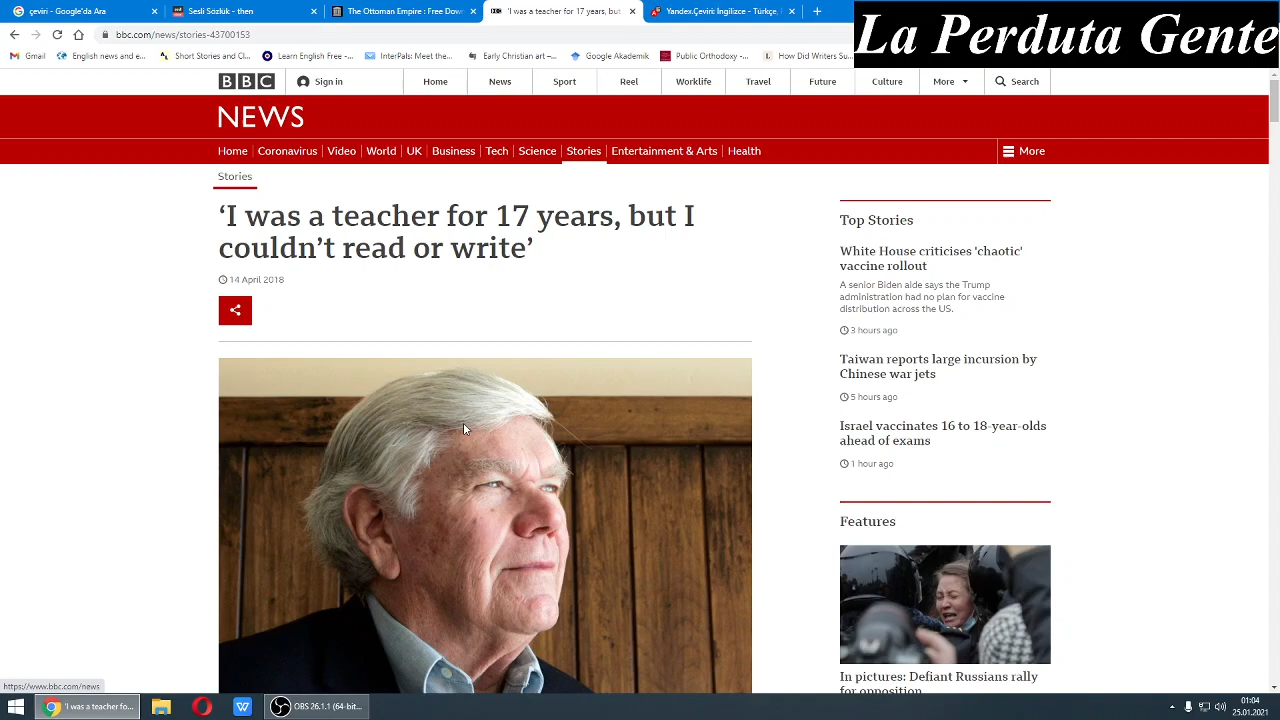 çeviri - Google'da Ara
Sesli Sözlük - then
The Ottoman Empire : Free Dow
'I was a teacher for 17 years, but
Yandex.Çeviri: İngilizce - Türkçe,
La Perduta Gente
bbc.com/news/stories-43700153
Gmail
English news and e...
Short Stories and Cl...
Learn English Free -...
InterPals: Meet the...
Early Christian art –...
Google Akademik
Public Orthodoxy -...
How Did Writers Su
BBC
Sign in
Home
News
Sport
Reel
Worklife
Travel
Future
Culture
More
Search
NEWS
Home
Coronavirus
Video
World
UK
Business
Tech
Science
Stories
Entertainment & Arts
Health
More
Stories
‘I was a teacher for 17 years, but I
couldn’t read or write’
14 April 2018
Top Stories
White House criticises 'chaotic'
vaccine rollout
A senior Biden aide says the Trump
administration had no plan for vaccine
distribution across the US.
3 hours ago
Taiwan reports large incursion by
Chinese war jets
5 hours ago
Israel vaccinates 16 to 18-year-olds
ahead of exams
1 hour ago
Features
In pictures: Defiant Russians rally
for opposition
https://www.bbc.com/news
'I was a teacher fo...
W
OBS 26.1.1 (64-bit...
01:04
25.01.2021